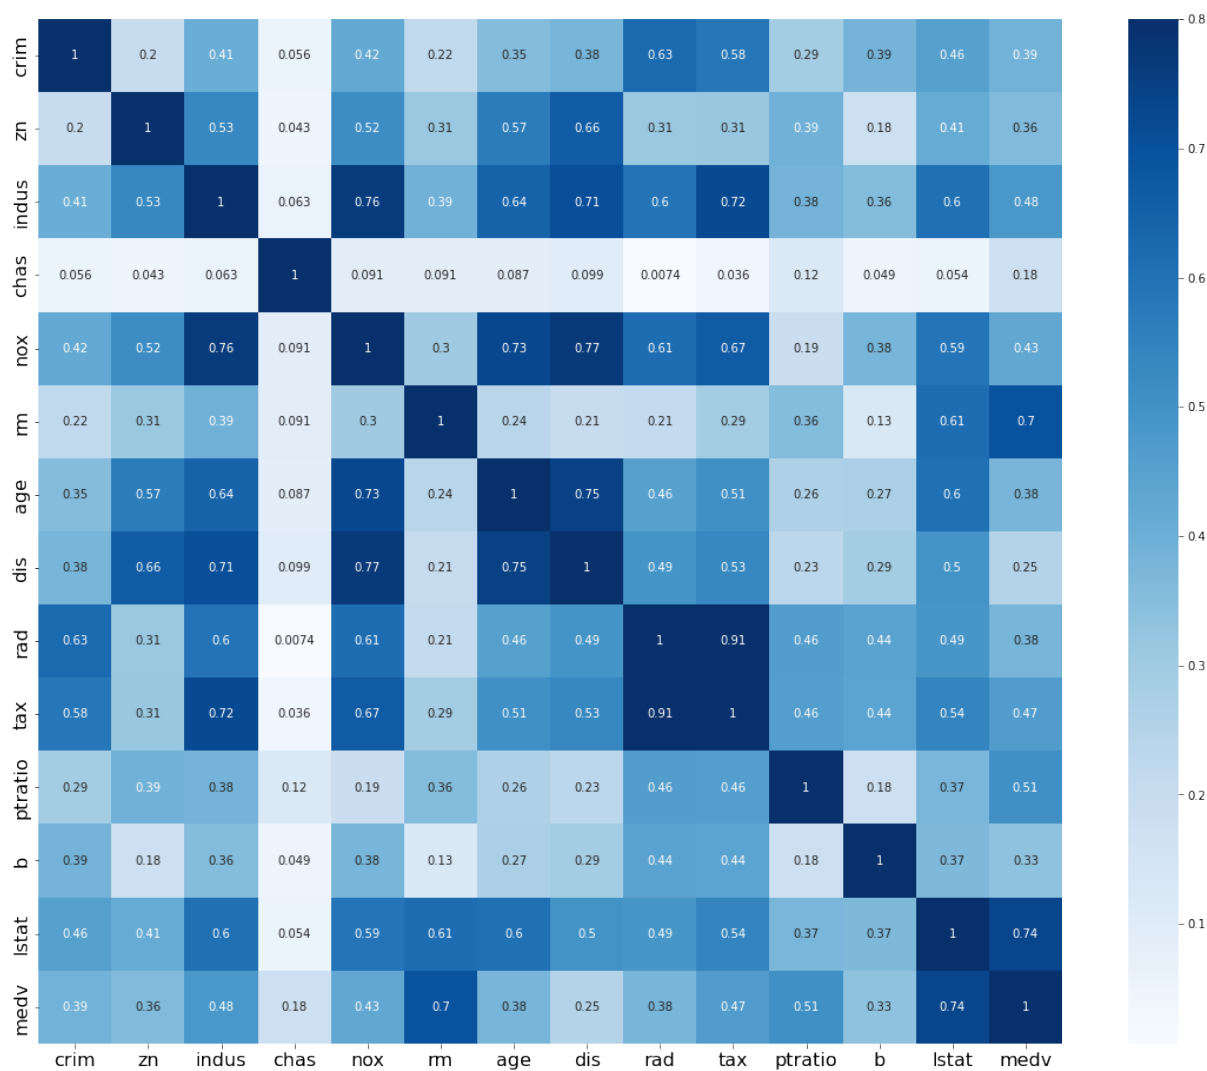 crim 1 0.2 0.41 0.056 0.42 0.22 0.35 0.38 0.63 0.58 0.29 0.39 0.46 0.39
zn 0.2 1 0.53 0.043 0.52 0.31 0.57 0.66 0.31 0.31 0.39 0.18 0.41 0.36
indus 0.41 0.53 1 0.063 0.76 0.39 0.64 0.71 0.6 0.72 0.38 0.36 0.6 0.48
chas 0.056 0.043 0.063 1 0.091 0.091 0.087 0.099 0.0074 0.036 0.12 0.049 0.054 0.18
nox 0.42 0.52 0.76 0.091 1 0.3 0.73 0.77 0.61 0.67 0.19 0.38 0.59 0.43
rm 0.22 0.31 0.39 0.091 0.3 1 0.24 0.21 0.21 0.29 0.36 0.13 0.61 0.7
age 0.35 0.57 0.64 0.087 0.73 0.24 1 0.75 0.46 0.51 0.26 0.27 0.6 0.38
dis 0.38 0.66 0.71 0.099 0.77 0.21 0.75 1 0.49 0.53 0.23 0.29 0.5 0.25
rad 0.63 0.31 0.6 0.0074 0.61 0.21 0.46 0.49 1 0.91 0.46 0.44 0.49 0.38
tax 0.58 0.31 0.72 0.036 0.67 0.29 0.51 0.53 0.91 1 0.46 0.44 0.54 0.47
ptratio 0.29 0.39 0.38 0.12 0.19 0.36 0.26 0.23 0.46 0.46 1 0.18 0.37 0.51
b 0.39 0.18 0.36 0.049 0.38 0.13 0.27 0.29 0.44 0.44 0.18 1 0.37 0.33
lstat 0.46 0.41 0.6 0.054 0.59 0.61 0.6 0.5 0.49 0.54 0.37 0.37 1 0.74
medv 0.39 0.36 0.48 0.18 0.43 0.7 0.38 0.25 0.38 0.47 0.51 0.33 0.74 1
crim zn indus chas nox rm age dis rad tax ptratio b lstat medv
0.8
0.7
0.6
0.5
0.4
0.3
0.2
0.1